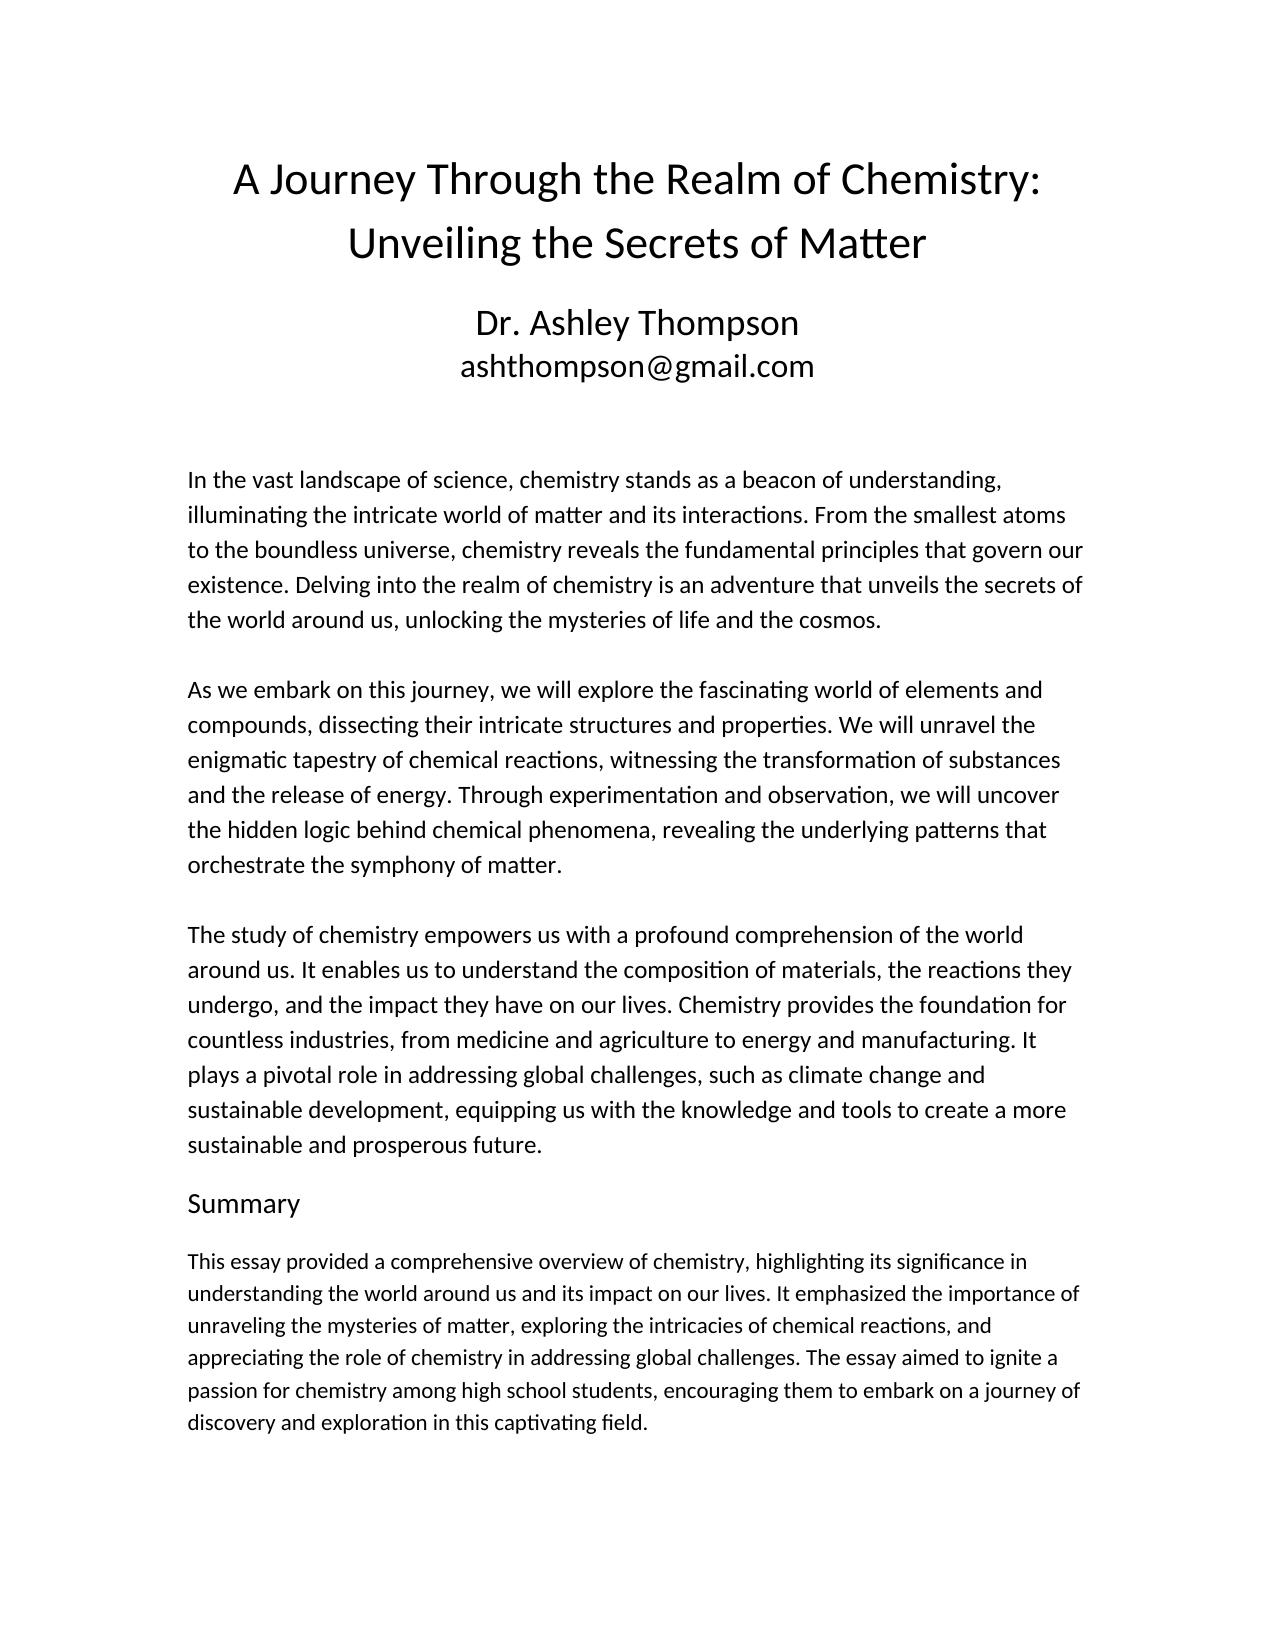 A Journey Through the Realm of Chemistry:
Unveiling the Secrets of Matter
Dr. Ashley Thompson
ashthompson@gmail.com
In the vast landscape of science, chemistry stands as a beacon of understanding,
illuminating the intricate world of matter and its interactions. From the smallest atoms
to the boundless universe, chemistry reveals the fundamental principles that govern our
existence. Delving into the realm of chemistry is an adventure that unveils the secrets of
the world around us, unlocking the mysteries of life and the cosmos.
As we embark on this journey, we will explore the fascinating world of elements and
compounds, dissecting their intricate structures and properties. We will unravel the
enigmatic tapestry of chemical reactions, witnessing the transformation of substances
and the release of energy. Through experimentation and observation, we will uncover
the hidden logic behind chemical phenomena, revealing the underlying patterns that
orchestrate the symphony of matter.
The study of chemistry empowers us with a profound comprehension of the world
around us. It enables us to understand the composition of materials, the reactions they
undergo, and the impact they have on our lives. Chemistry provides the foundation for
countless industries, from medicine and agriculture to energy and manufacturing. It
plays a pivotal role in addressing global challenges, such as climate change and
sustainable development, equipping us with the knowledge and tools to create a more
sustainable and prosperous future.
Summary
This essay provided a comprehensive overview of chemistry, highlighting its significance in
understanding the world around us and its impact on our lives. It emphasized the importance of
unraveling the mysteries of matter, exploring the intricacies of chemical reactions, and
appreciating the role of chemistry in addressing global challenges. The essay aimed to ignite a
passion for chemistry among high school students, encouraging them to embark on a journey of
discovery and exploration in this captivating field.